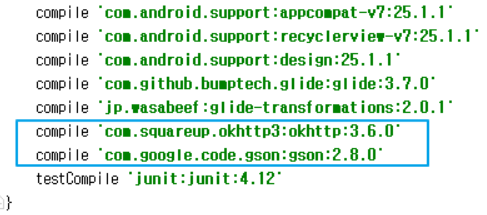 compile 'com.android.support:appcompat-v7:25.1.1'
compile 'com.android.support:recyclerview-v7:25.1.1'
compile 'com.android.support:design:25.1.1'
compile 'com.github.bumptech.glide:glide:3.7.0'
compile 'jp.wasabeef:glide-transformations:2.0.1'
compile 'com.squareup.okhttp3:okhttp:3.6.0'
compile 'com.google.code.gson:gson:2.8.0'
testCompile 'junit:junit:4.12'
}